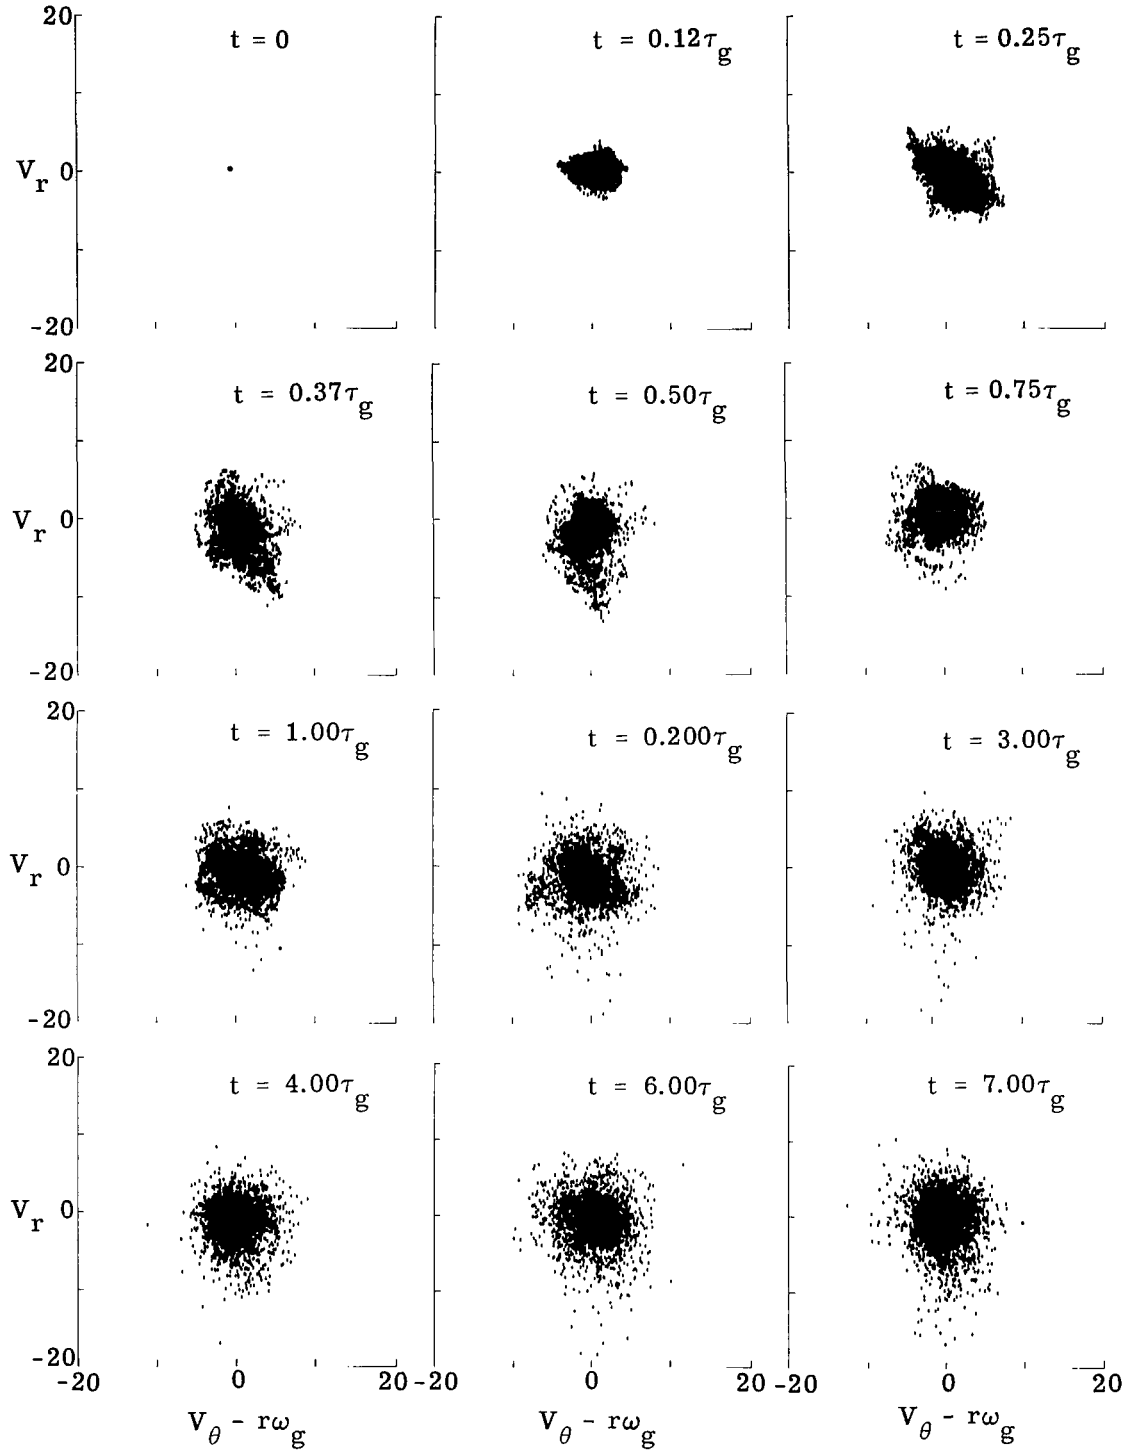 20
t = 0
t = 0.12τg
t = 0.25τg
Vr 0
-20
20
t = 0.37τg
t = 0.50τg
t = 0.75τg
Vr 0
-20
20
t = 1.00τg
t = 0.200τg
t = 3.00τg
Vr 0
-20
20
t = 4.00τg
t = 6.00τg
t = 7.00τg
Vr 0
-20
-20 0 20 -20 0 -20 0 20
Vθ - rωg Vθ - rωg Vθ - rωg